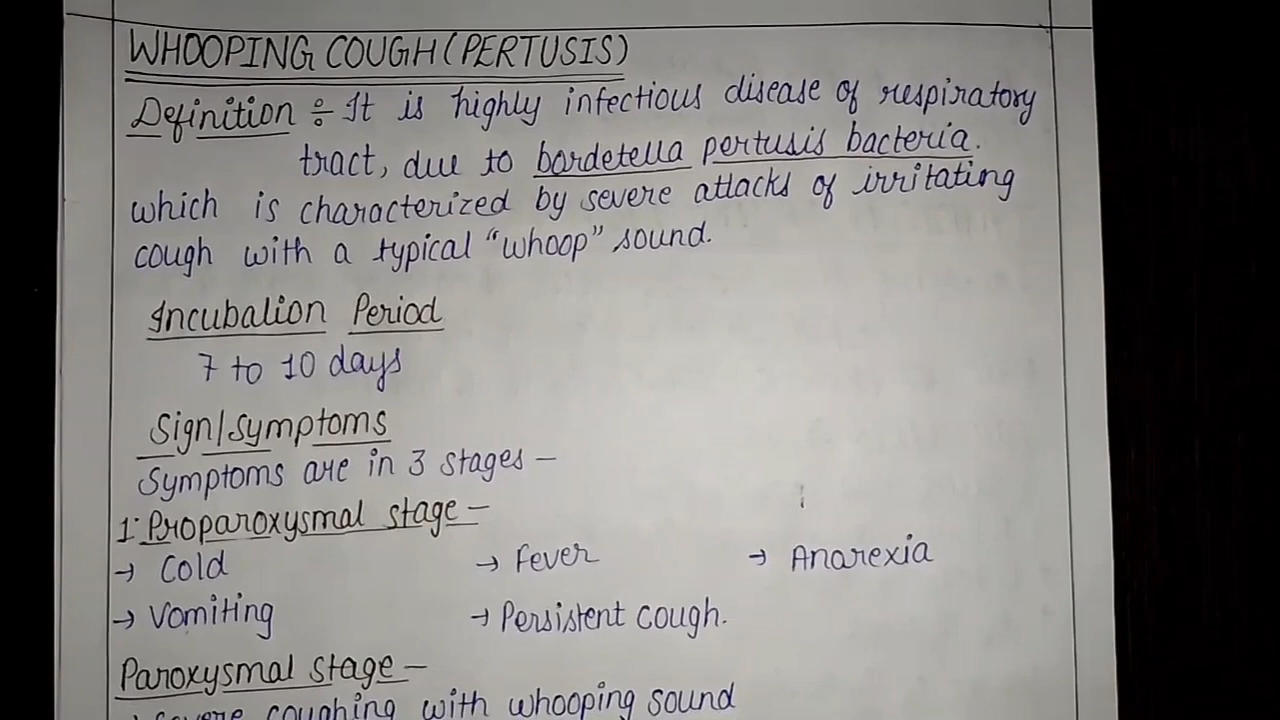 WHOOPING COUGH (PERTUSIS)
Definition ÷ It is highly infectious disease of respiratory
tract, due to bordetella pertusis bacteria.
which is characterized by severe attacks of irritating
cough with a typical "whoop" sound.
Incubation Period
7 to 10 days
Sign/Symptoms
Symptoms are in 3 stages -
1. Proparoxysmal stage -
→ Cold → Fever → Anarexia
→ Vomiting → Persistent cough.
Paroxysmal stage -
→ Severe coughing with whooping sound